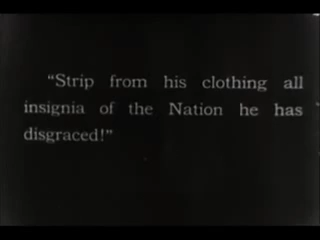 "Strip from his clothing all
insignia of the Nation he has
disgraced!"